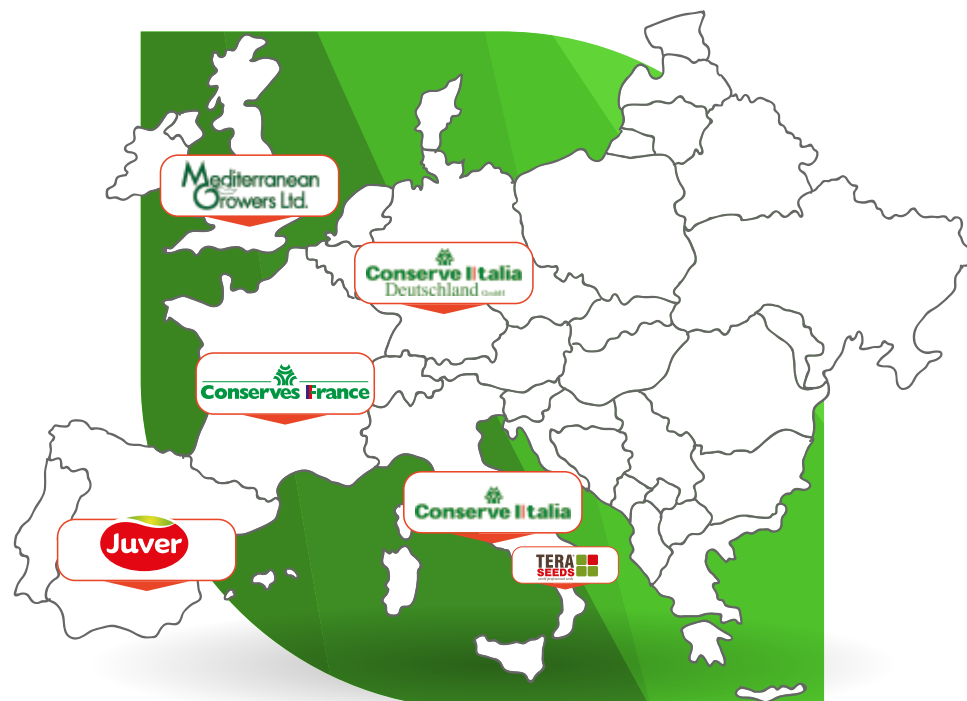 Mediterranean
Growers Ltd.
Conserve Italia
Deutschland GmbH
Conserves France
Conserve Italia
Juver
TERA
SEEDS